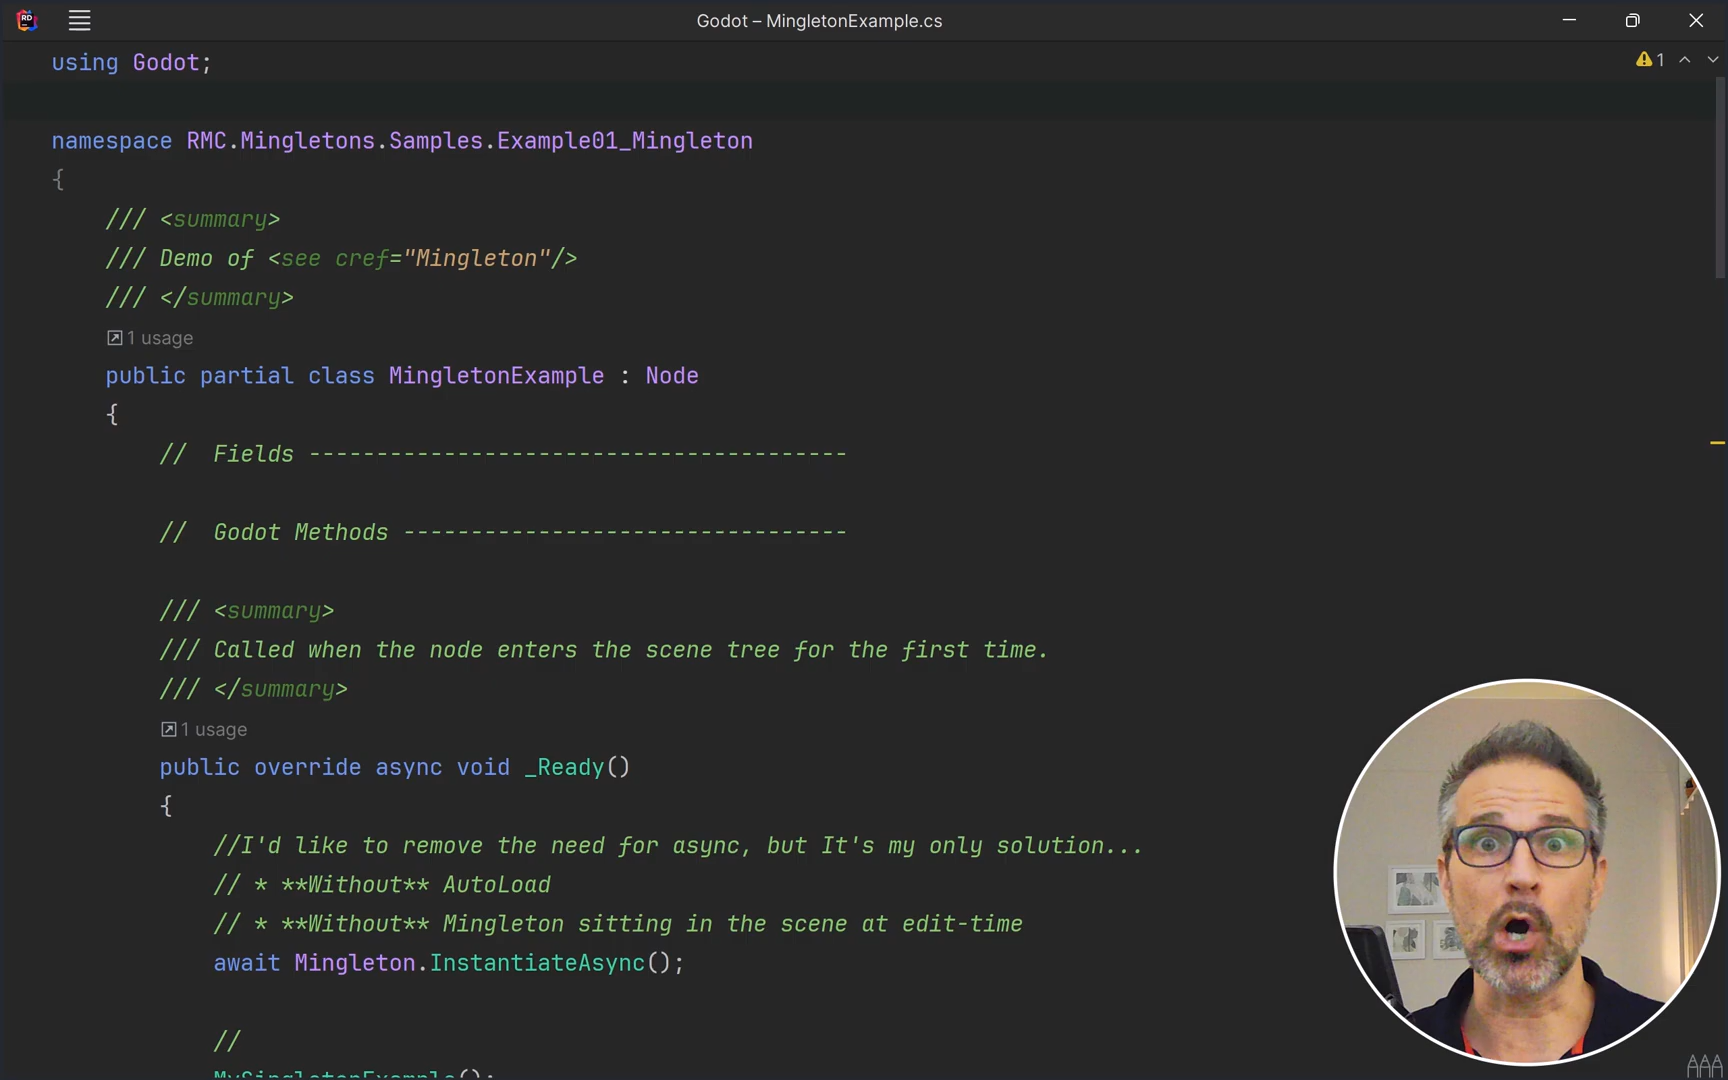 RD
Godot – MingletonExample.cs
using Godot;
1
namespace RMC.Mingletons.Samples.Example01_Mingleton
{
/// <summary>
/// Demo of <see cref="Mingleton"/>
/// </summary>
1 usage
public partial class MingletonExample : Node
{
//  Fields ----------------------------------------
//  Godot Methods ---------------------------------
/// <summary>
/// Called when the node enters the scene tree for the first time.
/// </summary>
1 usage
public override async void _Ready()
{
//I'd like to remove the need for async, but It's my only solution...
// * **Without** AutoLoad
// * **Without** Mingleton sitting in the scene at edit-time
await Mingleton.InstantiateAsync();
//
MySingletonExample();